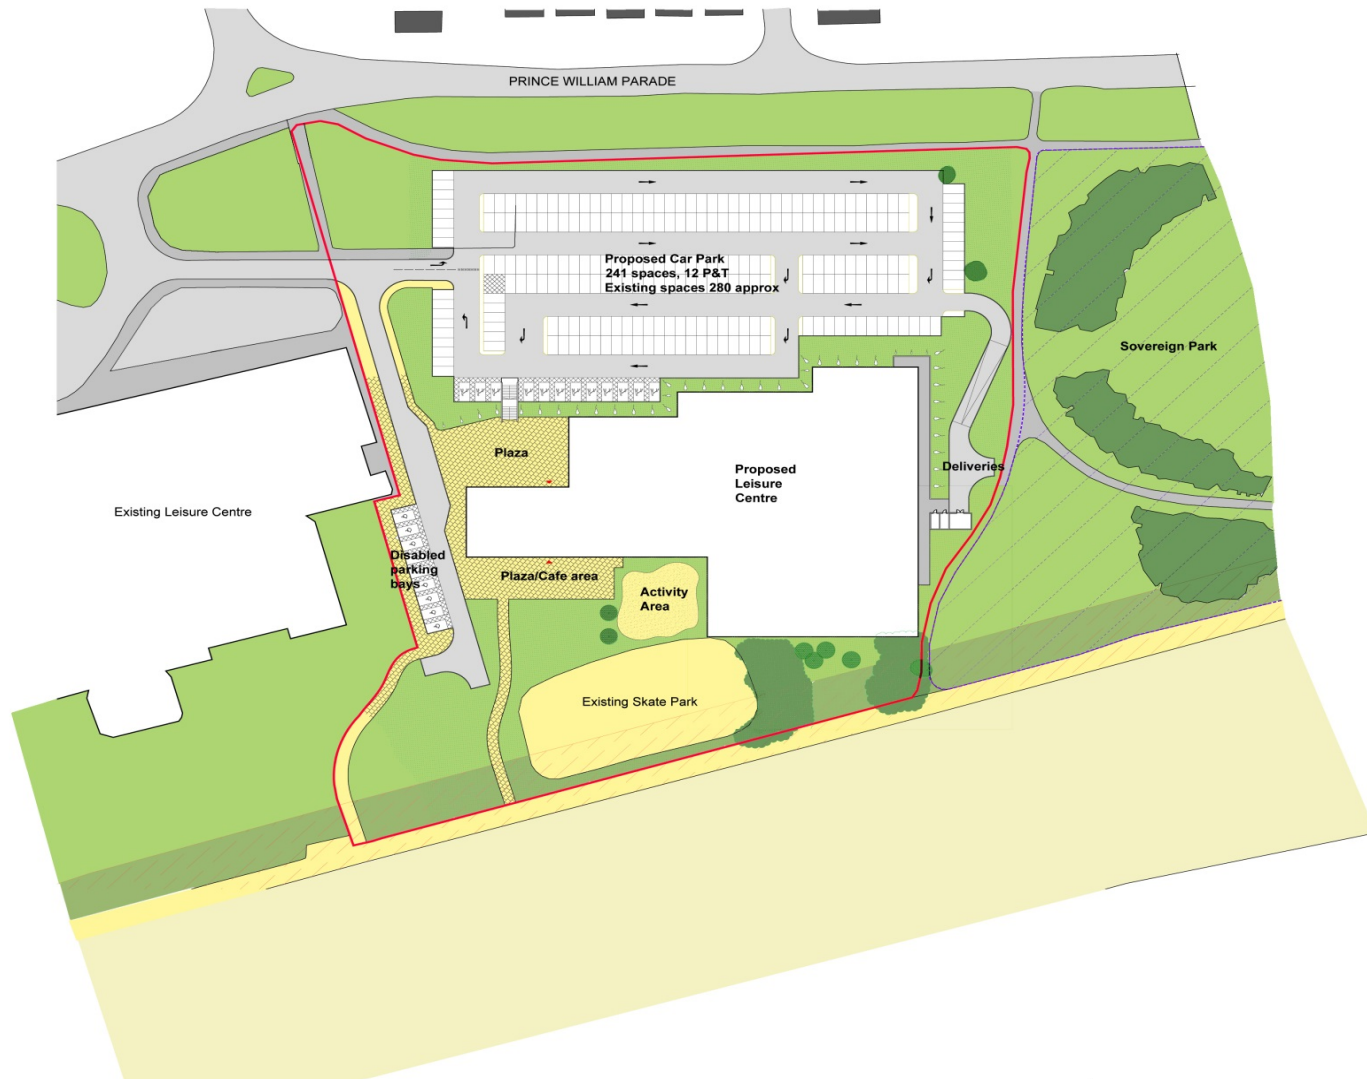 PRINCE WILLIAM PARADE
Proposed Car Park
241 spaces, 12 P&T
Existing spaces 280 approx
Sovereign Park
Plaza
Proposed
Leisure
Centre
Deliveries
Existing Leisure Centre
Disabled
parking
bays
Plaza/Cafe area
Activity
Area
Existing Skate Park